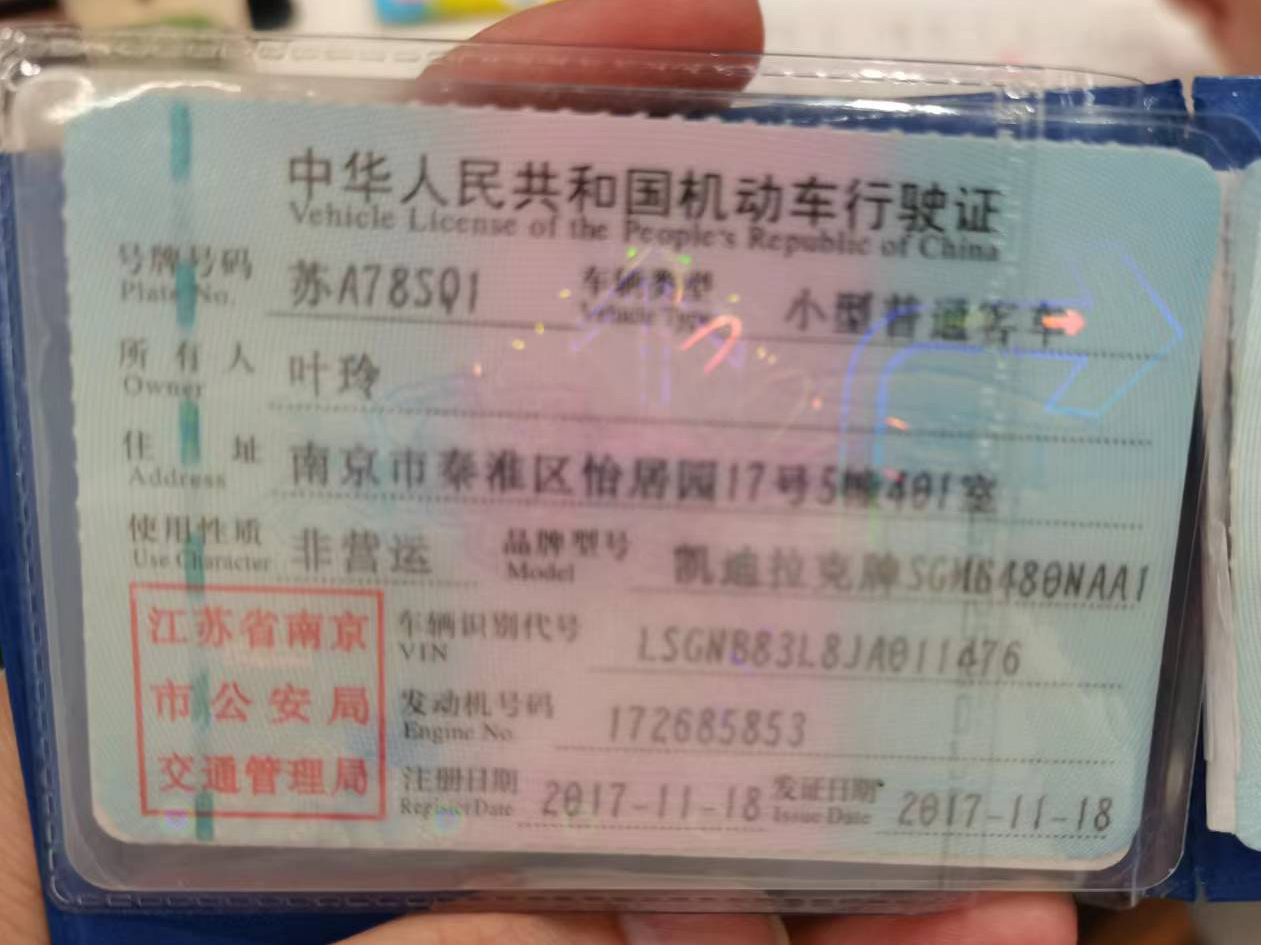 中华人民共和国机动车行驶证
Vehicle License of the People's Republic of China
号牌号码 苏A78SQ1 车辆类型 小型普通客车
Plate No. Vehicle Type
所有人 叶玲
Owner
住址 南京市秦淮区怡居园17号5幢401室
Address
使用性质 非营运 品牌型号 凯迪拉克牌SGM6480NAA1
Use Character Model
江苏省南京
市公安局
交通管理局
车辆识别代号 LSGNB83L8JA011476
VIN
发动机号码 172685853
Engine No.
注册日期 2017-11-18 发证日期 2017-11-18
Register Date Issue Date